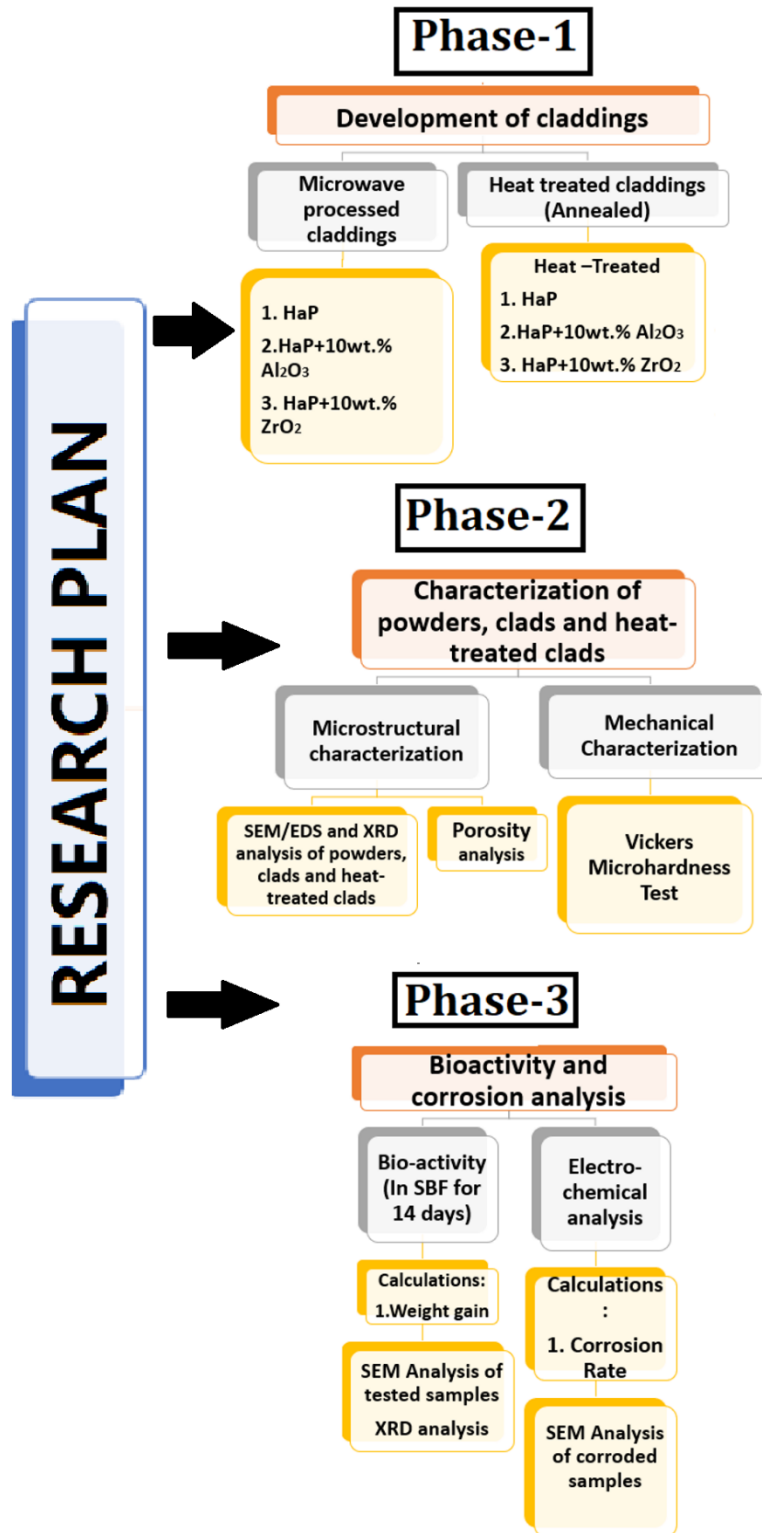 RESEARCH PLAN
Phase-1
Development of claddings
Microwave
processed
claddings
Heat treated claddings
(Annealed)
1. HaP
2.HaP+10wt.%
Al₂O₃
3. HaP+10wt.%
ZrO₂
Heat –Treated
1. HaP
2.HaP+10wt.% Al₂O₃
3. HaP+10wt.% ZrO₂
Phase-2
Characterization of
powders, clads and heat-
treated clads
Microstructural
characterization
Mechanical
Characterization
SEM/EDS and XRD
analysis of powders,
clads and heat-
treated clads
Porosity
analysis
Vickers
Microhardness
Test
Phase-3
Bioactivity and
corrosion analysis
Bio-activity
(In SBF for
14 days)
Electro-
chemical
analysis
Calculations:
1.Weight gain
Calculations
:
1. Corrosion
Rate
SEM Analysis of
tested samples
XRD analysis
SEM Analysis
of corroded
samples